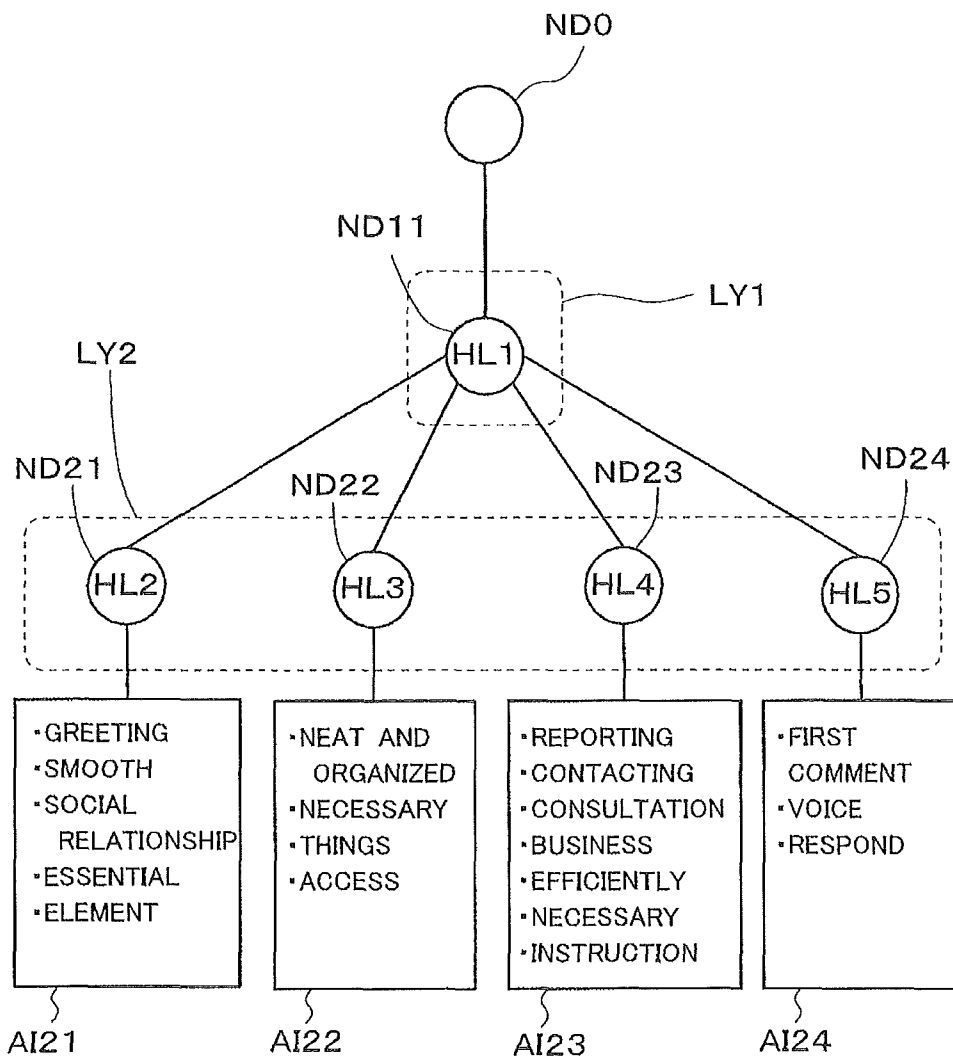 ND0
ND11
LY1
HL1
LY2
ND21
ND22
ND23
ND24
HL2
HL3
HL4
HL5
・GREETING
・SMOOTH
・SOCIAL
RELATIONSHIP
・ESSENTIAL
・ELEMENT
・NEAT AND
ORGANIZED
・NECESSARY
・THINGS
・ACCESS
・REPORTING
・CONTACTING
・CONSULTATION
・BUSINESS
・EFFICIENTLY
・NECESSARY
・INSTRUCTION
・FIRST
COMMENT
・VOICE
・RESPOND
AI21
AI22
AI23
AI24